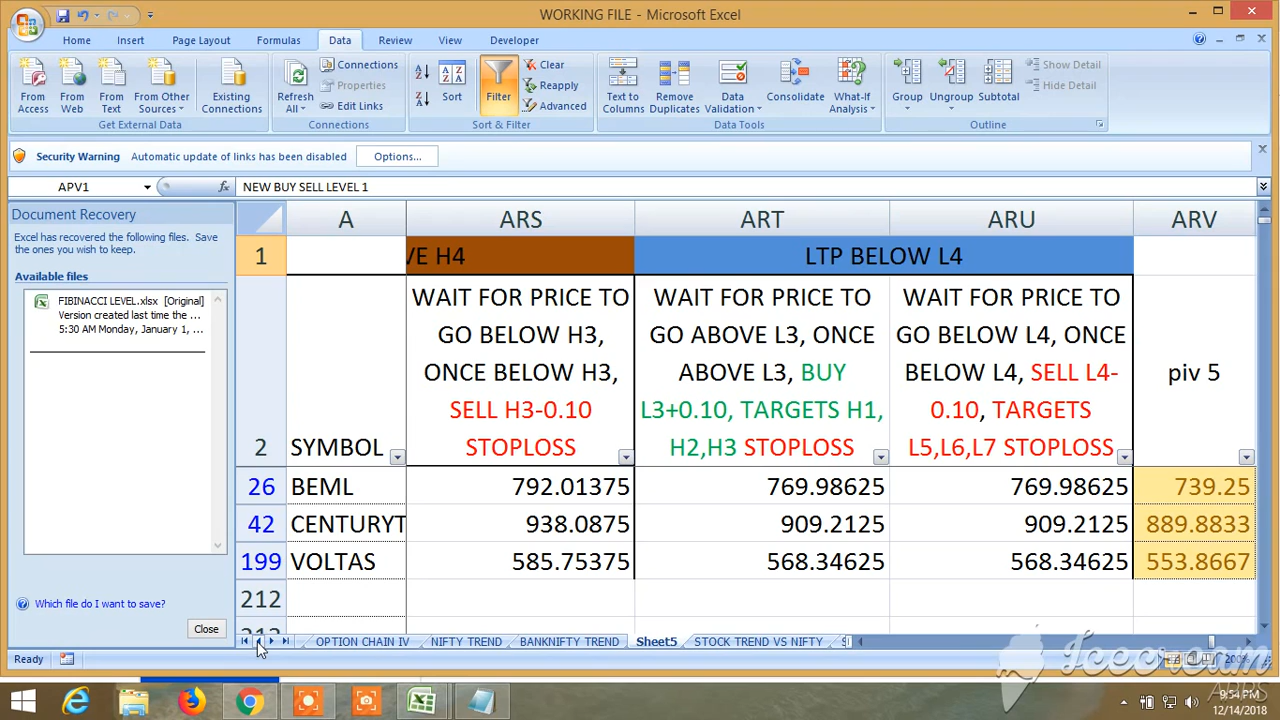 WORKING FILE - Microsoft Excel
Home Insert Page Layout Formulas Data Review View Developer
From Access
From Web
From Text
From Other Sources
Existing Connections
Get External Data
Refresh All
Connections
Properties
Edit Links
Connections
Sort
Filter
Clear
Reapply
Advanced
Sort & Filter
Text to Columns
Remove Duplicates
Data Validation
Consolidate
What-If Analysis
Data Tools
Group
Ungroup
Subtotal
Show Detail
Hide Detail
Outline
Security Warning Automatic update of links has been disabled Options...
APV1 fx NEW BUY SELL LEVEL 1
Document Recovery
Excel has recovered the following files. Save
the ones you wish to keep.
Available files
FIBINACCI LEVEL.xlsx [Original]
Version created last time the ...
5:30 AM Monday, January 1, ...
Which file do I want to save?
Close
A ARS ART ARU ARV
1 VE H4 LTP BELOW L4
2 SYMBOL
WAIT FOR PRICE TO
GO BELOW H3,
ONCE BELOW H3,
SELL H3-0.10
STOPLOSS
WAIT FOR PRICE TO
GO ABOVE L3, ONCE
ABOVE L3, BUY
L3+0.10, TARGETS H1,
H2,H3 STOPLOSS
WAIT FOR PRICE TO
GO BELOW L4, ONCE
BELOW L4, SELL L4-
0.10, TARGETS
L5,L6,L7 STOPLOSS
piv 5
26 BEML 792.01375 769.98625 769.98625 739.25
42 CENTURYT 938.0875 909.2125 909.2125 889.8833
199 VOLTAS 585.75375 568.34625 568.34625 553.8667
212
OPTION CHAIN IV NIFTY TREND BANKNIFTY TREND Sheet5 STOCK TREND VS NIFTY
Ready 200%
Icecream
APPS
9:54 PM
12/14/2018